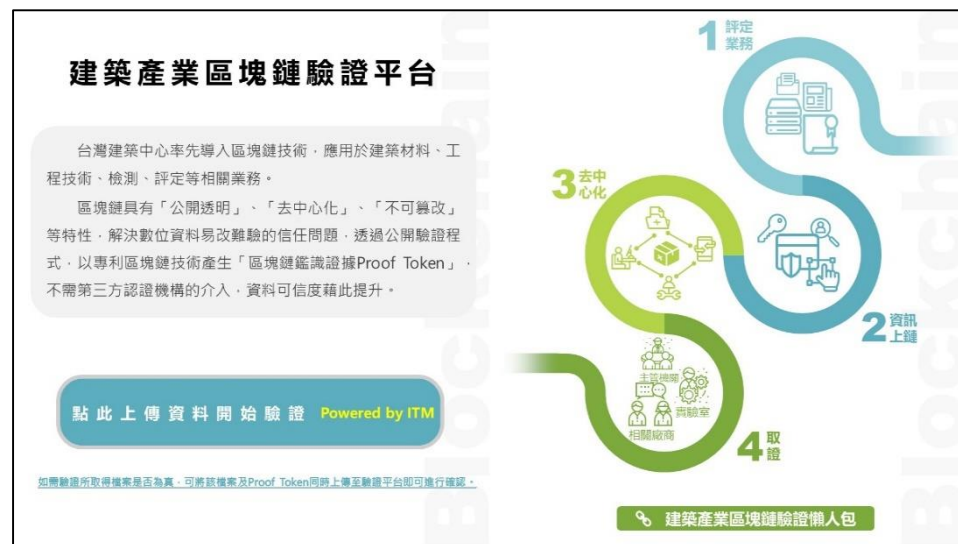 建築產業區塊鏈驗證平台
台灣建築中心率先導入區塊鏈技術，應用於建築材料、工
程技術、檢測、評定等相關業務。
區塊鏈具有「公開透明」、「去中心化」、「不可篡改」
等特性，解決數位資料易改難驗的信任問題，透過公開驗證程
式，以專利區塊鏈技術產生「區塊鏈鑑識證據Proof Token」，
不需第三方認證機構的介入，資料可信度藉此提升。
點此上傳資料開始驗證 Powered by ITM
如需驗證所取得檔案是否為真，可將該檔案及Proof Token同時上傳至驗證平台即可進行確認。
Blockchain
1 評定
業務
2 資訊
上鏈
3 去中
心化
主管機關
實驗室
相關廠商
4 取
證
建築產業區塊鏈驗證懶人包
Blockchain